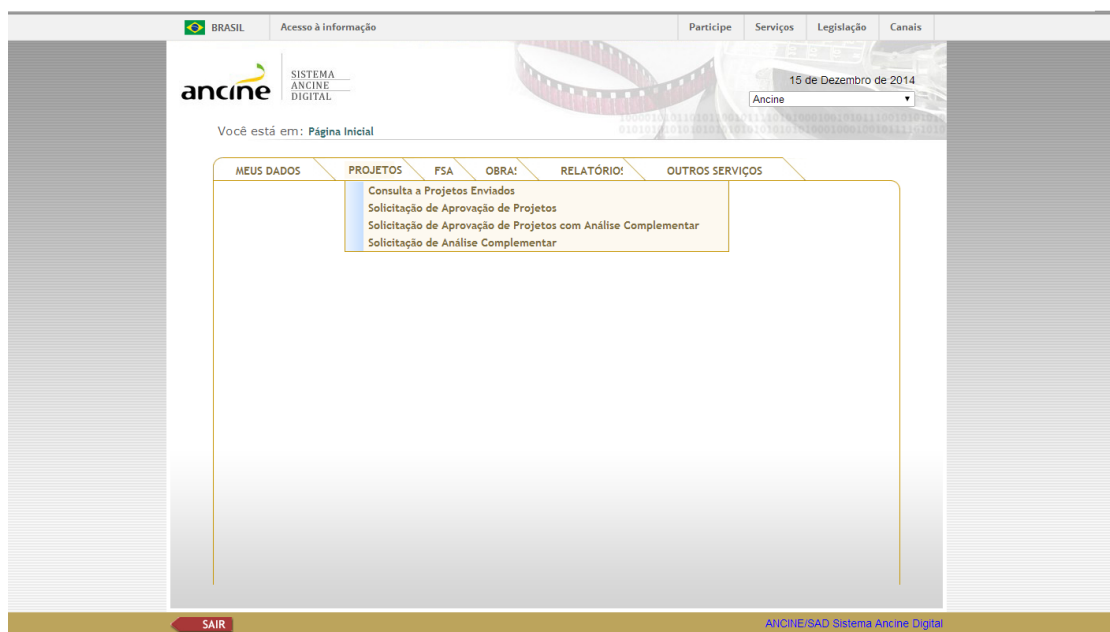 BRASIL Acesso à informação Participe Serviços Legislação Canais
ancine
SISTEMA
ANCINE
DIGITAL
15 de Dezembro de 2014
Ancine
Você está em: Página Inicial
MEUS DADOS PROJETOS FSA OBRAS RELATÓRIOS OUTROS SERVIÇOS
Consulta a Projetos Enviados
Solicitação de Aprovação de Projetos
Solicitação de Aprovação de Projetos com Análise Complementar
Solicitação de Análise Complementar
SAIR ANCINE/SAD Sistema Ancine Digital